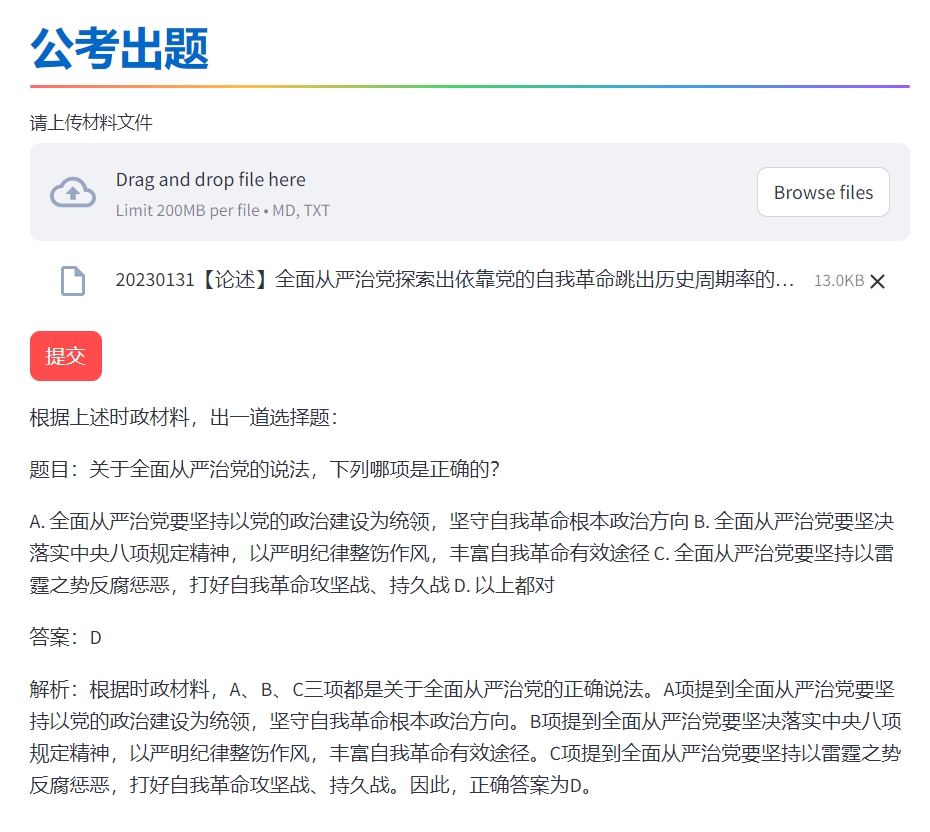 公考出题
请上传材料文件
Drag and drop file here
Limit 200MB per file • MD, TXT
Browse files
20230131【论述】全面从严治党探索出依靠党的自我革命跳出历史周期率的... 13.0KB
提交
根据上述时政材料，出一道选择题：
题目：关于全面从严治党的说法，下列哪项是正确的？
A. 全面从严治党要坚持以党的政治建设为统领，坚守自我革命根本政治方向 B. 全面从严治党要坚决
落实中央八项规定精神，以严明纪律整饬作风，丰富自我革命有效途径 C. 全面从严治党要坚持以雷
霆之势反腐惩恶，打好自我革命攻坚战、持久战 D. 以上都对
答案：D
解析：根据时政材料，A、B、C三项都是关于全面从严治党的正确说法。A项提到全面从严治党要坚
持以党的政治建设为统领，坚守自我革命根本政治方向。B项提到全面从严治党要坚决落实中央八项
规定精神，以严明纪律整饬作风，丰富自我革命有效途径。C项提到全面从严治党要坚持以雷霆之势
反腐惩恶，打好自我革命攻坚战、持久战。因此，正确答案为D。